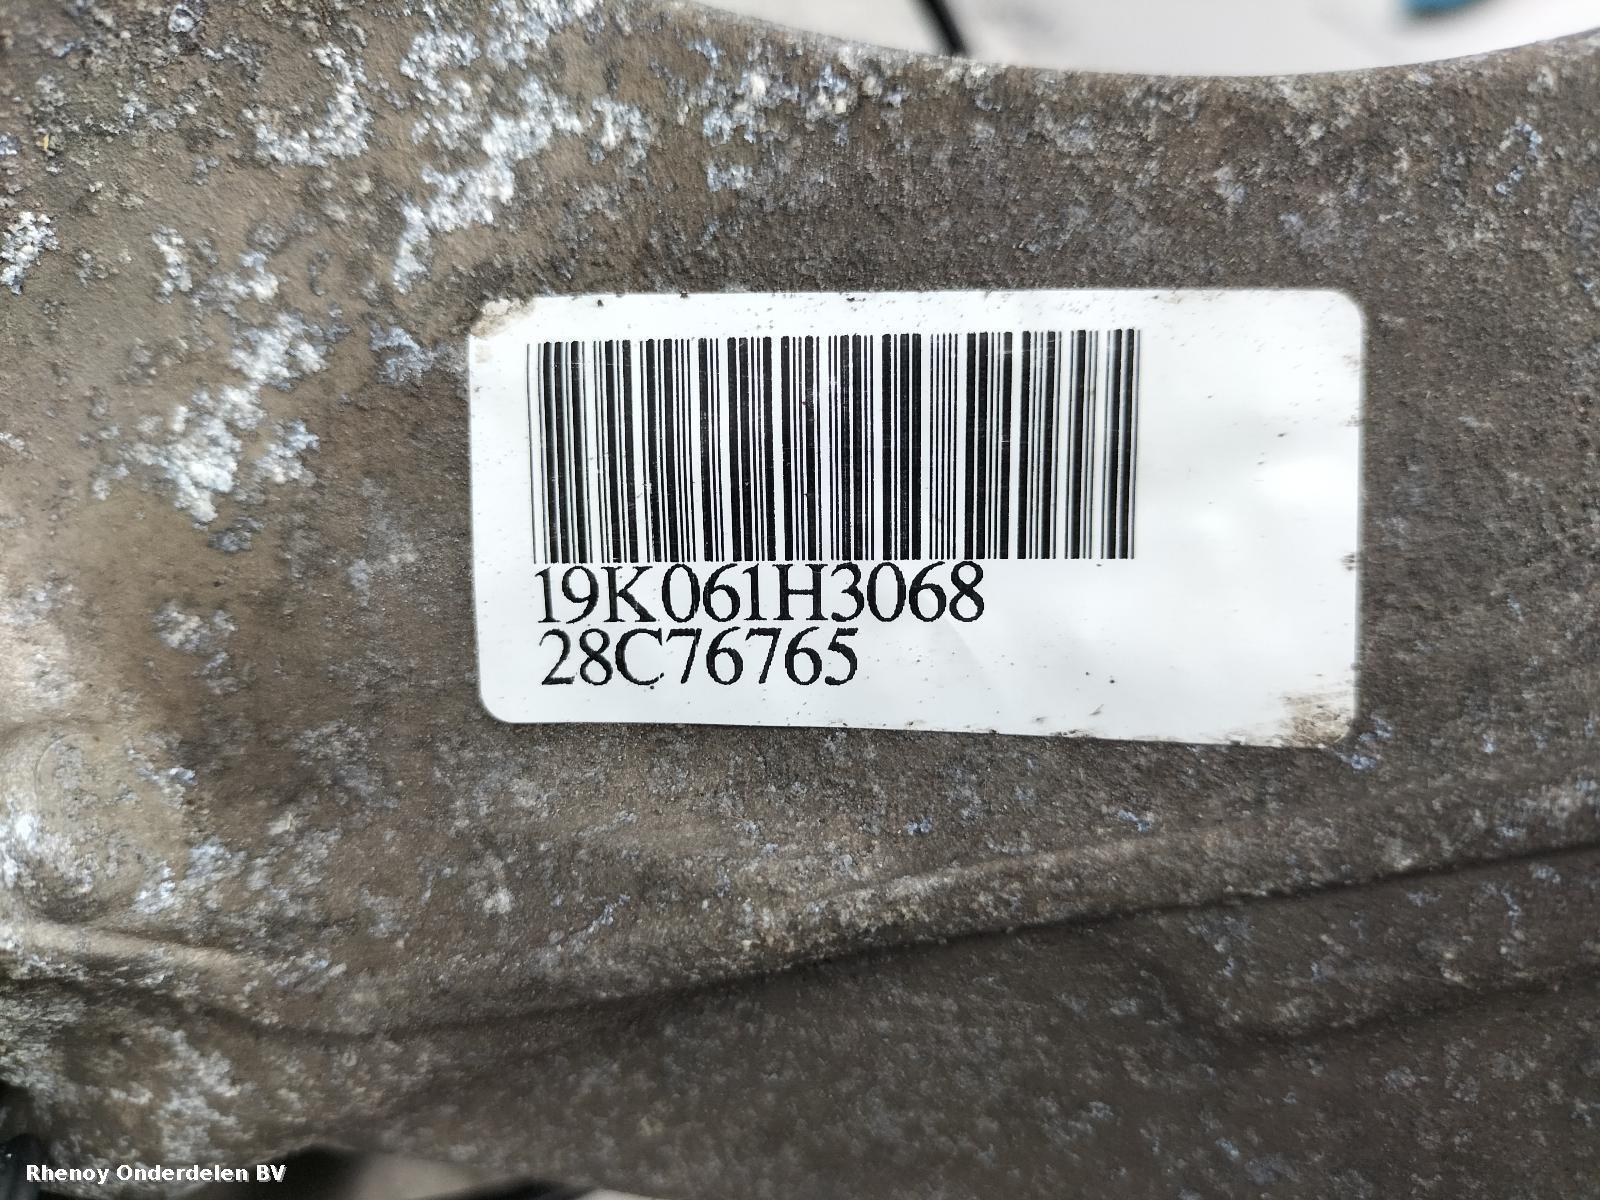 19K061H3068
28C76765
Rhenoy Onderdelen BV